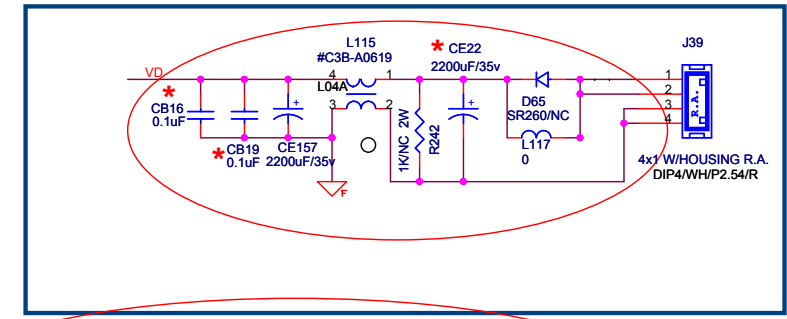 L115
#C3B-A0619
* CE22
2200uF/35v
J39
VD
4
1
L04A
3
2
*
CB16
0.1uF
* CB19
0.1uF
+
CE157
2200uF/35v
F
1K/NC 2W
R242
+
D65
SR260/NC
L117
0
1
2
3
4
R.A.
4x1 W/HOUSING R.A.
DIP4/WH/P2.54/R